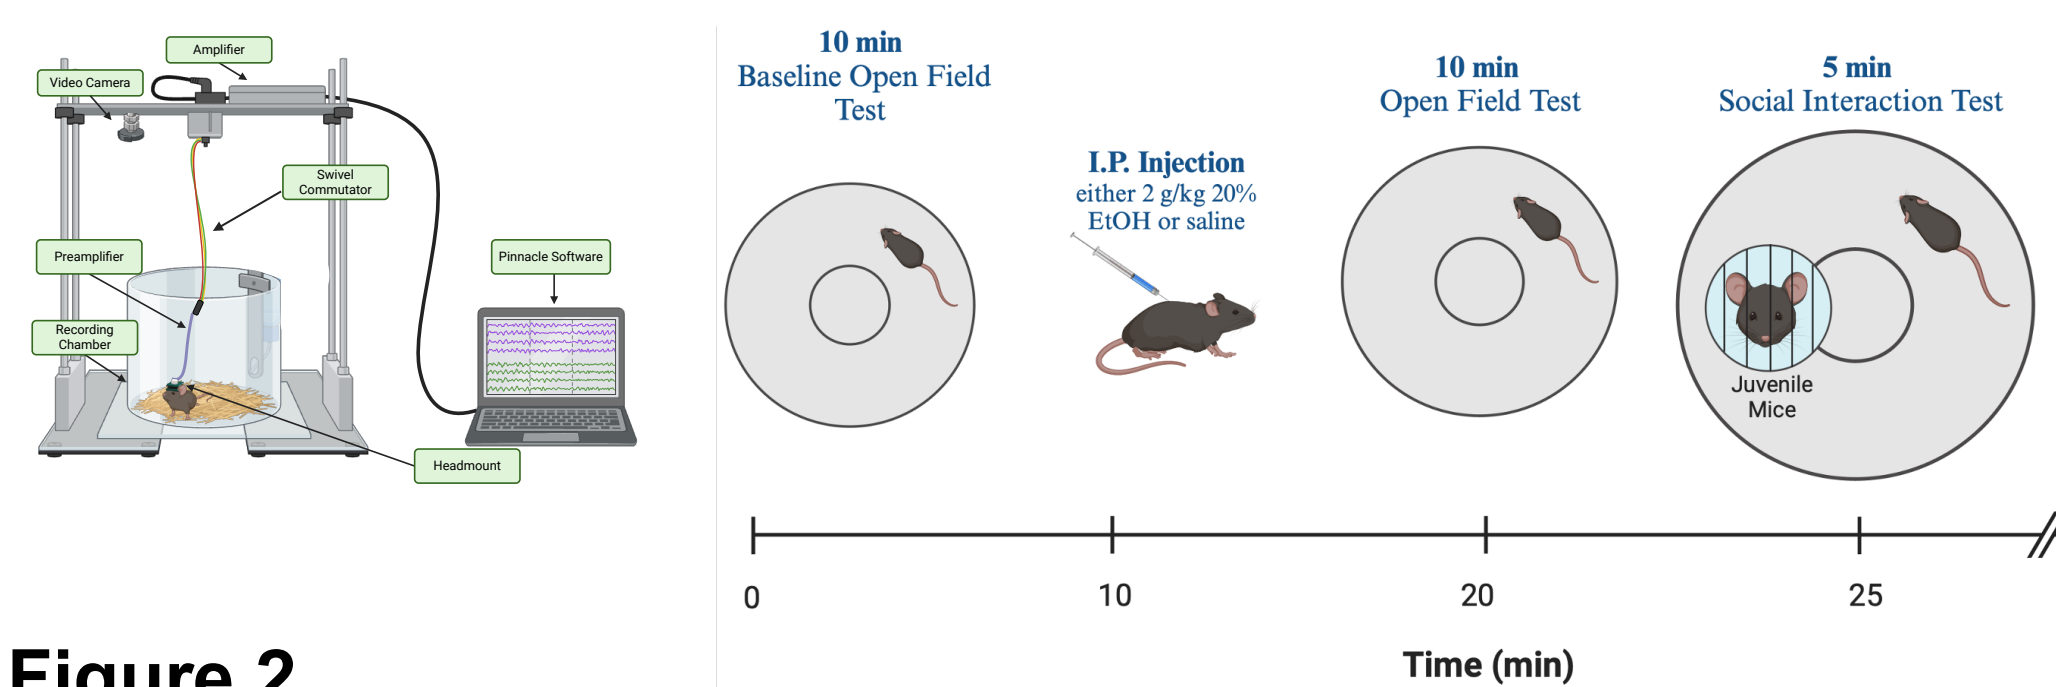 Amplifier
Video Camera
Swivel
Commutator
Preamplifier
Pinnacle Software
Recording
Chamber
Headmount
10 min
Baseline Open Field
Test
I.P. Injection
either 2 g/kg 20%
EtOH or saline
10 min
Open Field Test
5 min
Social Interaction Test
Juvenile
Mice
0
10
20
25
Time (min)
Figure 2